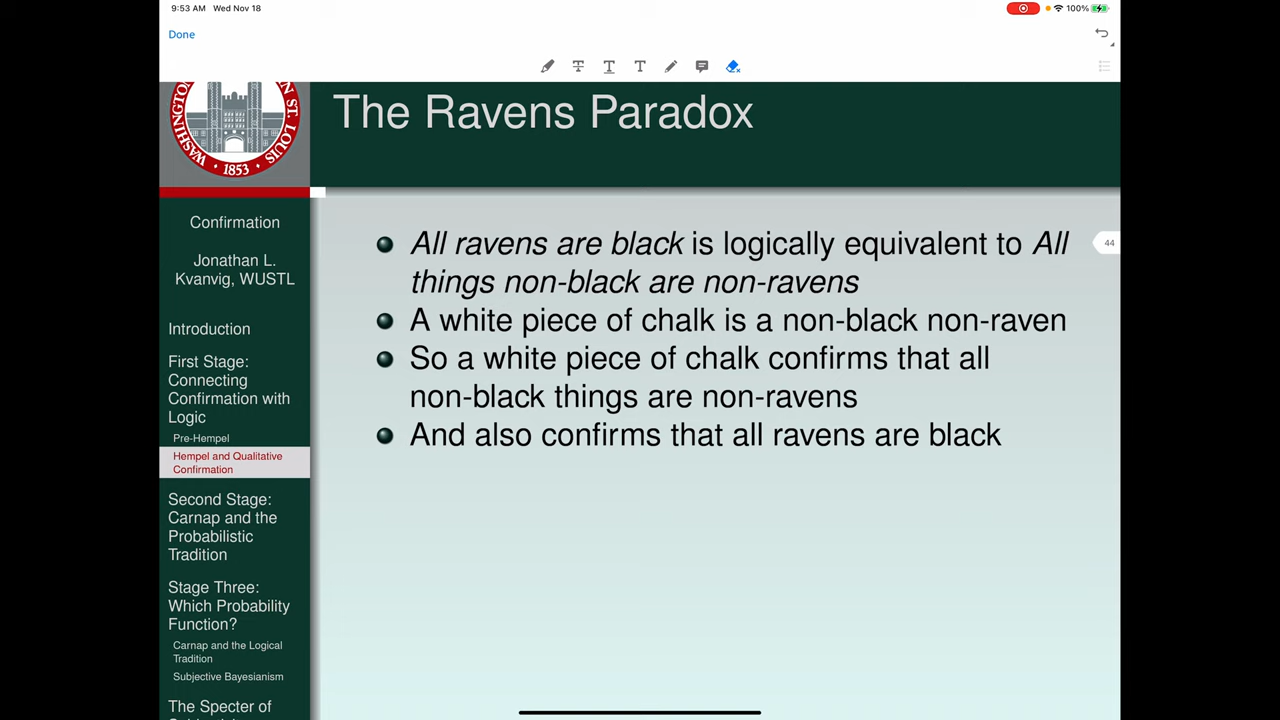 9:53 AM Wed Nov 18
100%
Done
The Ravens Paradox
WASHINGTON
IN ST. LOUIS
1853
Confirmation
Jonathan L.
Kvanvig, WUSTL
Introduction
First Stage:
Connecting
Confirmation with
Logic
Pre-Hempel
Hempel and Qualitative
Confirmation
Second Stage:
Carnap and the
Probabilistic
Tradition
Stage Three:
Which Probability
Function?
Carnap and the Logical
Tradition
Subjective Bayesianism
The Specter of
All ravens are black is logically equivalent to All
things non-black are non-ravens
A white piece of chalk is a non-black non-raven
So a white piece of chalk confirms that all
non-black things are non-ravens
And also confirms that all ravens are black
44